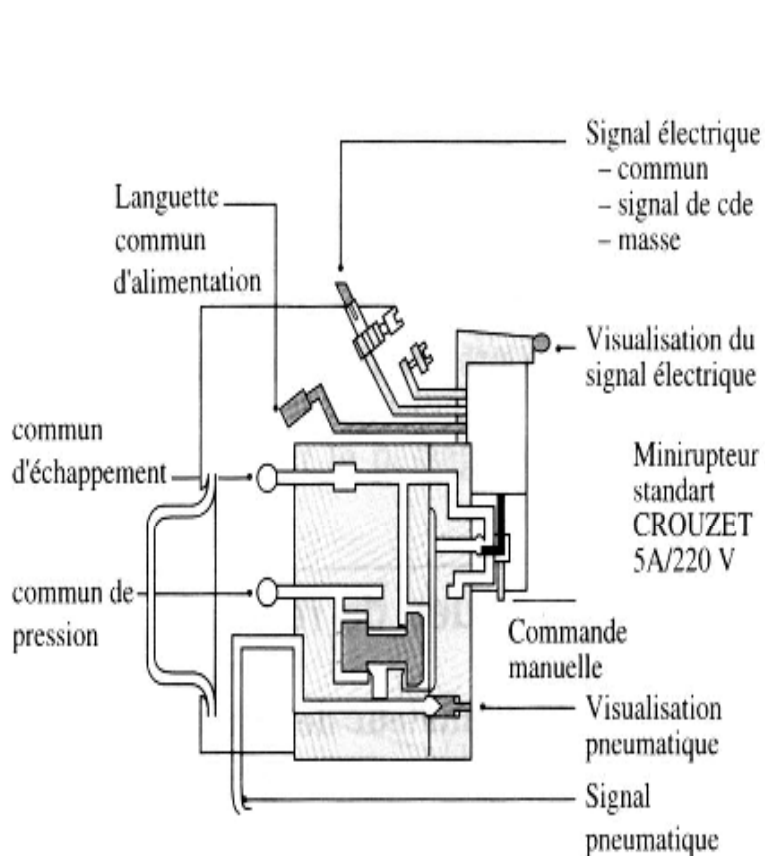 Signal électrique
– commun
– signal de cde
– masse
Languette
commun
d'alimentation
Visualisation du
signal électrique
commun
d'échappement
Minirupteur
standart
CROUZET
5A/220 V
commun de
pression
Commande
manuelle
Visualisation
pneumatique
Signal
pneumatique